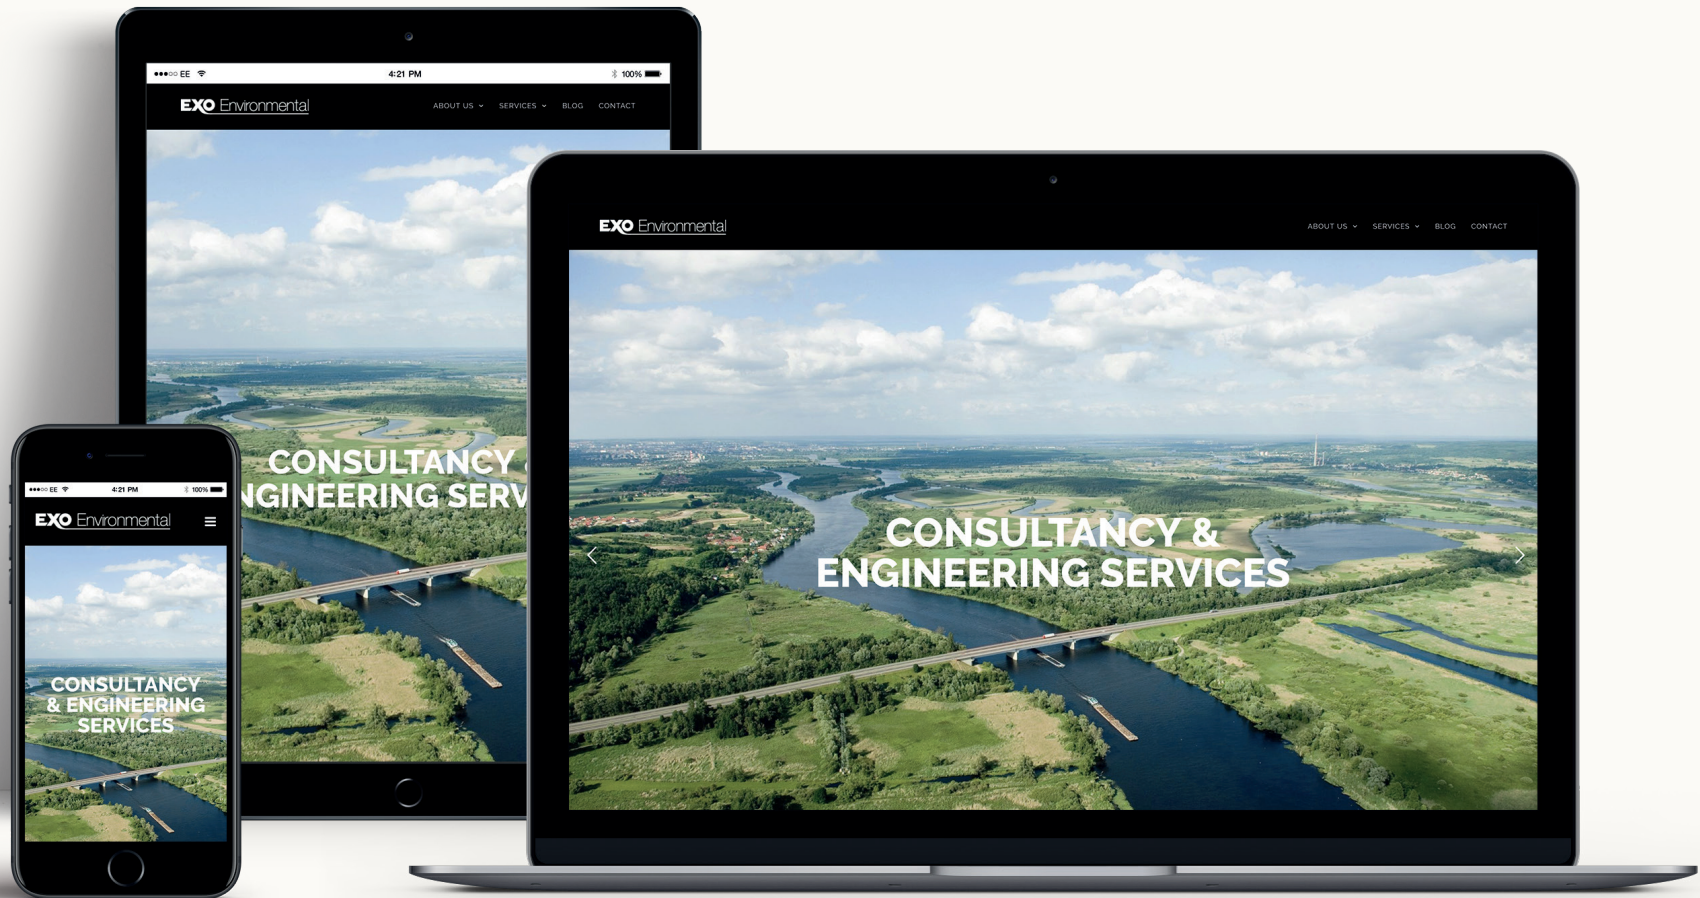 EE 4:21 PM 100%
EXO Environmental ABOUT US SERVICES BLOG CONTACT
CONSULTANCY
NGINEERING SERV
EE 4:21 PM 100%
EXO Environmental
CONSULTANCY
& ENGINEERING
SERVICES
EXO Environmental ABOUT US SERVICES BLOG CONTACT
CONSULTANCY &
ENGINEERING SERVICES